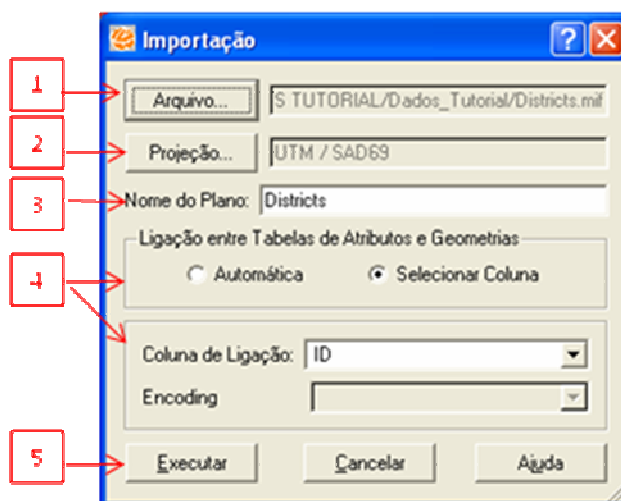 Importação
1
Arquivo... S TUTORIAL/Dados_Tutorial/Districts.mif
2
Projeção... UTM / SAD69
3
Nome do Plano: Districts
Ligação entre Tabelas de Atributos e Geometrias
4
Automática Selecionar Coluna
Coluna de Ligação: ID
Encoding
5
Executar Cancelar Ajuda